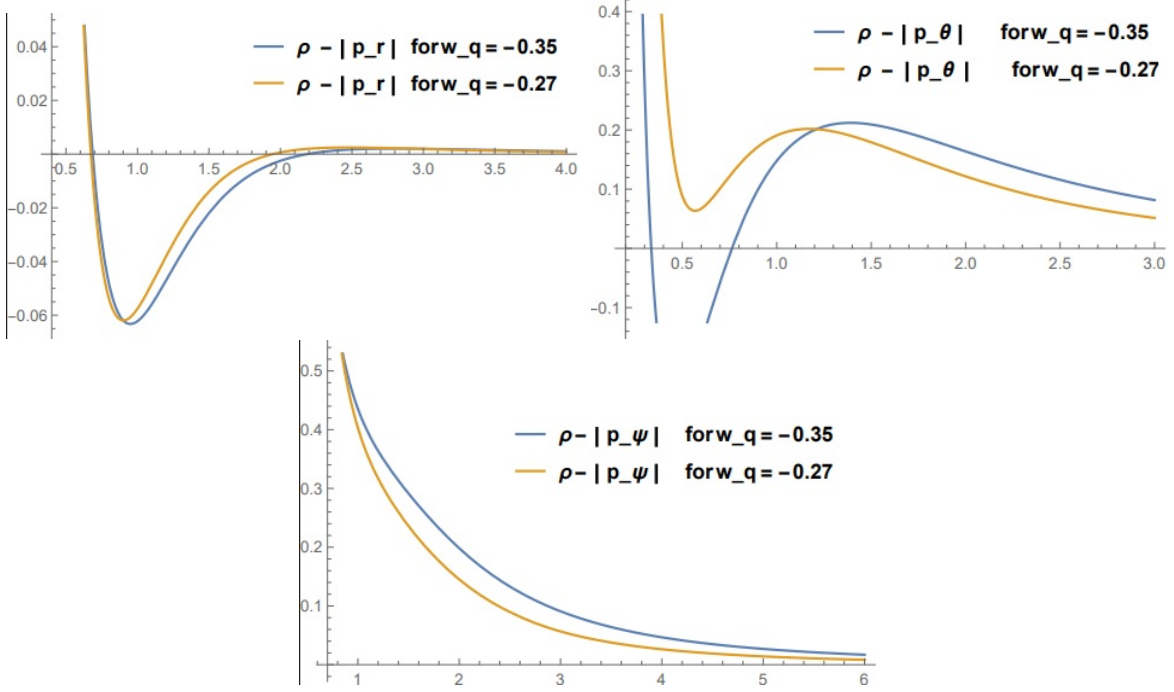 0.04
0.02
−0.02
−0.04
−0.06
0.5 1.0 1.5 2.0 2.5 3.0 3.5 4.0
ρ − | p_r | forw_q = −0.35
ρ − | p_r | forw_q = −0.27
0.4
0.3
0.2
0.1
−0.1
0.5 1.0 1.5 2.0 2.5 3.0
ρ − | p_θ | forw_q = −0.35
ρ − | p_θ | forw_q = −0.27
0.5
0.4
0.3
0.2
0.1
1 2 3 4 5 6
ρ− | p_ψ | forw_q = −0.35
ρ− | p_ψ | forw_q = −0.27